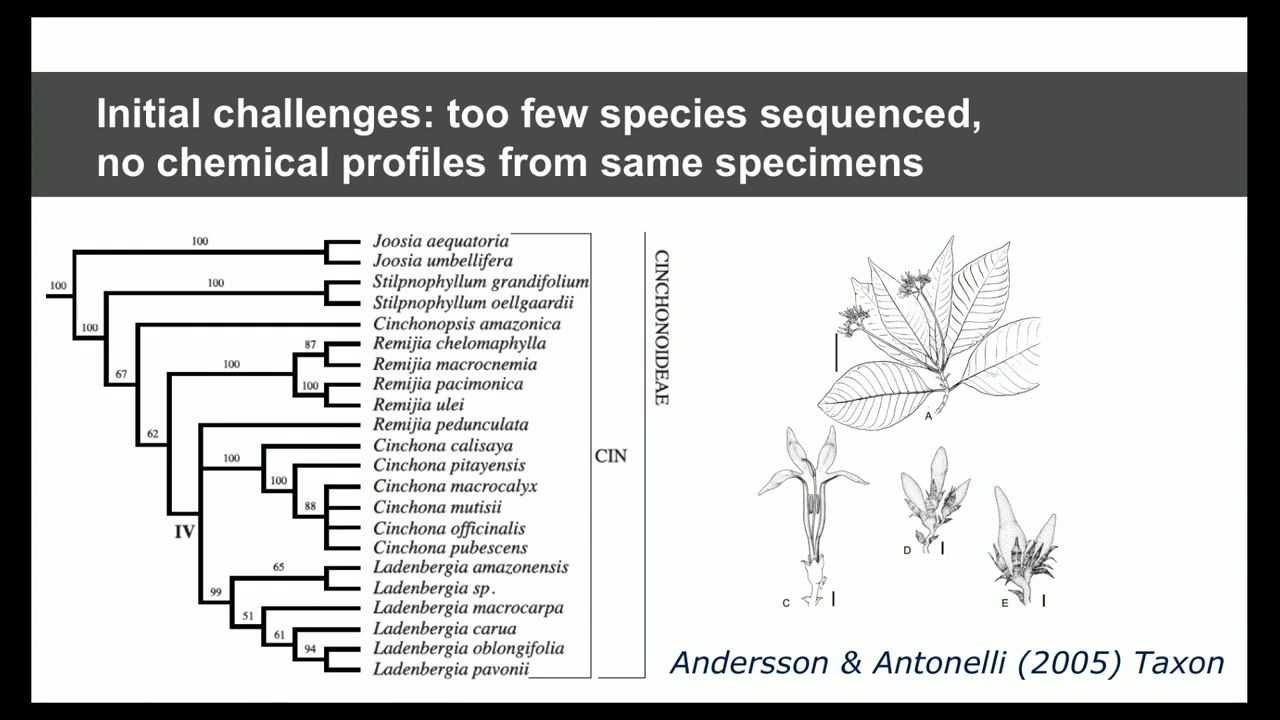 Initial challenges: too few species sequenced,
no chemical profiles from same specimens
100
100
100
100
67
62
100
87
100
IV
100
100
88
99
65
51
61
94
Joosia aequatoria
Joosia umbellifera
Stilpnophyllum grandifolium
Stilpnophyllum oellgaardii
Cinchonopsis amazonica
Remijia chelomaphylla
Remijia macrocnemia
Remijia pacimonica
Remijia ulei
Remijia pedunculata
Cinchona calisaya
Cinchona pitayensis
Cinchona macrocalyx
Cinchona mutisii
Cinchona officinalis
Cinchona pubescens
Ladenbergia amazonensis
Ladenbergia sp.
Ladenbergia macrocarpa
Ladenbergia carua
Ladenbergia oblongifolia
Ladenbergia pavonii
CIN
CINCHONOIDEAE
A
C
D
E
Andersson & Antonelli (2005) Taxon